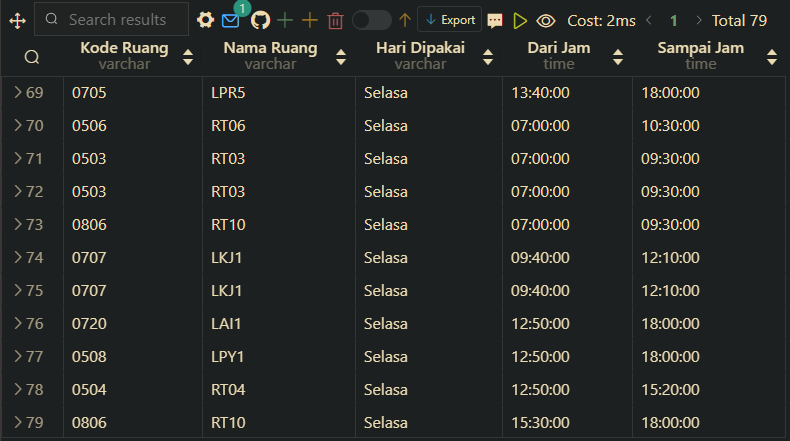 1
Search results Export Cost: 2ms 1 Total 79
Kode Ruang Nama Ruang Hari Dipakai Dari Jam Sampai Jam
varchar varchar varchar time time
69 0705 LPR5 Selasa 13:40:00 18:00:00
70 0506 RT06 Selasa 07:00:00 10:30:00
71 0503 RT03 Selasa 07:00:00 09:30:00
72 0503 RT03 Selasa 07:00:00 09:30:00
73 0806 RT10 Selasa 07:00:00 09:30:00
74 0707 LKJ1 Selasa 09:40:00 12:10:00
75 0707 LKJ1 Selasa 09:40:00 12:10:00
76 0720 LAI1 Selasa 12:50:00 18:00:00
77 0508 LPY1 Selasa 12:50:00 18:00:00
78 0504 RT04 Selasa 12:50:00 15:20:00
79 0806 RT10 Selasa 15:30:00 18:00:00